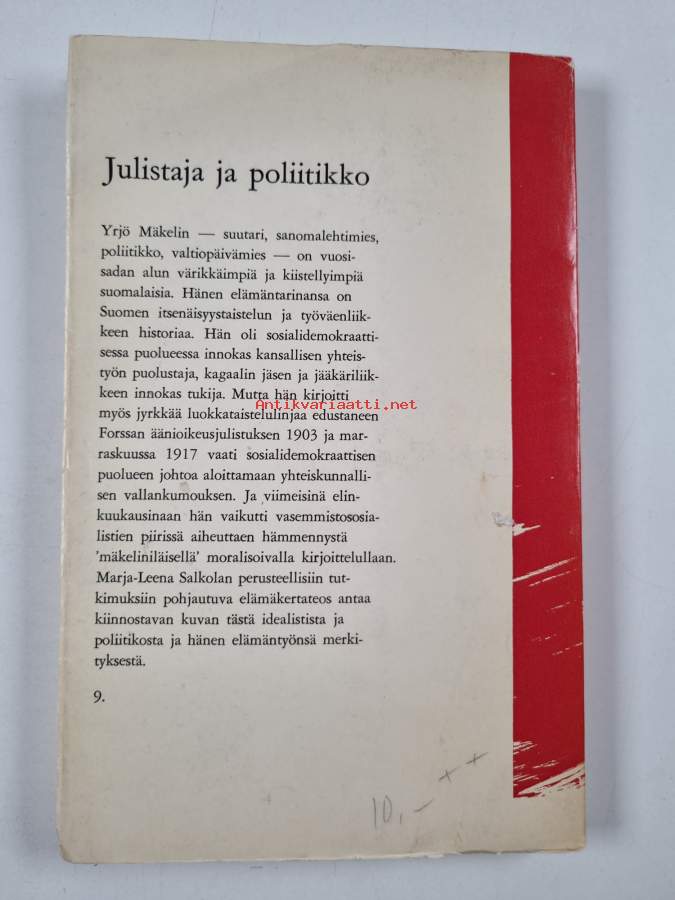 Julistaja ja poliitikko
Yrjö Mäkelin — suutari, sanomalehtimies,
poliitikko, valtiopäivämies — on vuosi-
sadan alun värikkäimpiä ja kiistellyimpiä
suomalaisia. Hänen elämäntarinansa on
Suomen itsenäisyystaistelun ja työväenliik-
keen historiaa. Hän oli sosialidemokraatti-
sessa puolueessa innokas kansallisen yhteis-
työn puolustaja, kagaalin jäsen ja jääkäriliik-
keen innokas tukija. Mutta hän kirjoitti
Antikvariaatti.net
myös jyrkkää luokkataistelulinjaa edustaneen
Forssan äänioikeusjulistuksen 1903 ja mar-
raskuussa 1917 vaati sosialidemokraattisen
puolueen johtoa aloittamaan yhteiskunnalli-
sen vallankumouksen. Ja viimeisinä elin-
kuukausinaan hän vaikutti vasemmistososia-
listien piirissä aiheuttaen hämmennystä
'mäkeliniläisellä' moralisoivalla kirjoittelullaan.
Marja-Leena Salkolan perusteellisiin tut-
kimuksiin pohjautuva elämäkertateos antaa
kiinnostavan kuvan tästä idealistista ja
poliitikosta ja hänen elämäntyönsä merki-
tyksestä.
9.
10,- ++